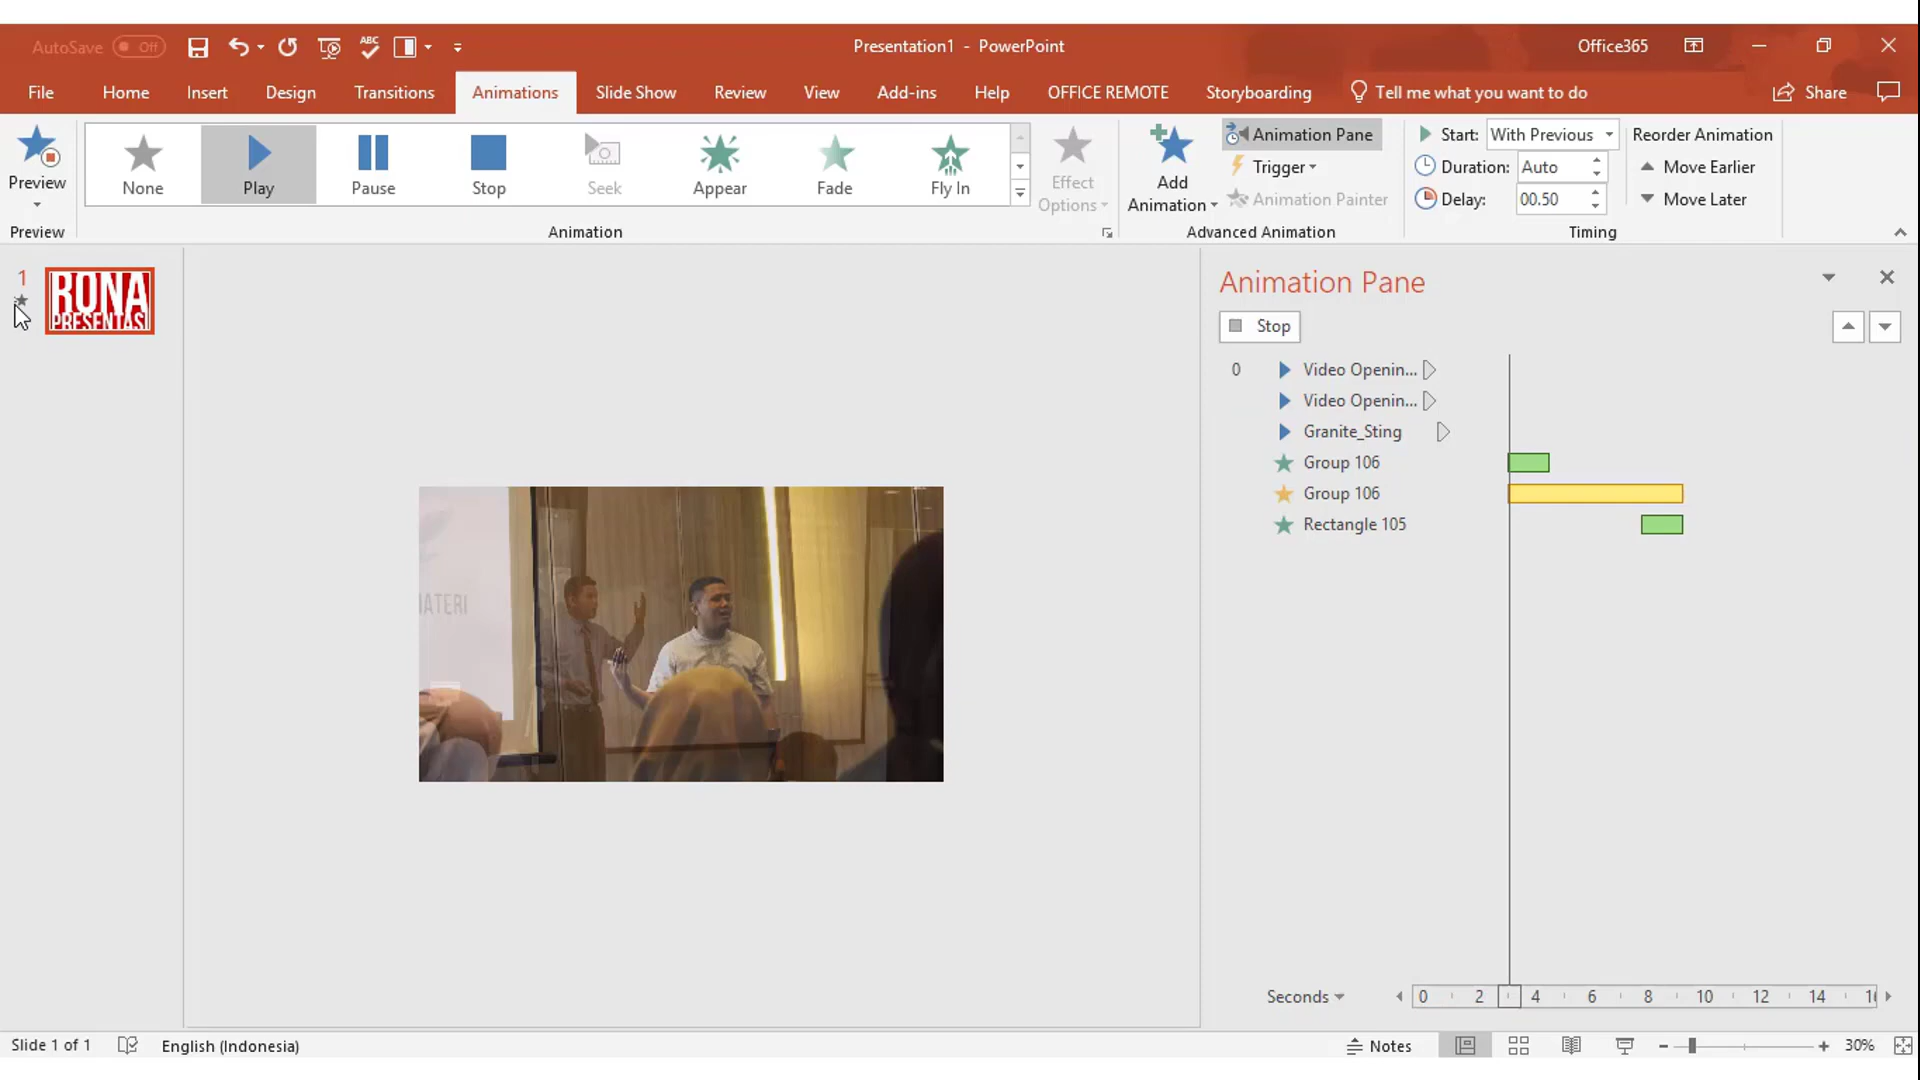 AutoSave Off
Presentation1 - PowerPoint
Office365
File Home Insert Design Transitions Animations Slide Show Review View Add-ins Help OFFICE REMOTE Storyboarding Tell me what you want to do Share
Preview
None Play Pause Stop Seek Appear Fade Fly In
Effect Options
Add Animation
Animation Pane
Trigger
Animation Painter
Start: With Previous
Duration: Auto
Delay: 00.50
Reorder Animation
Move Earlier
Move Later
Preview Animation Advanced Animation Timing
1
RONA
PRESENTASI
ATERI
Animation Pane
Stop
0 Video Openin...
Video Openin...
Granite_Sting
Group 106
Group 106
Rectangle 105
Seconds 0 2 4 6 8 10 12 14
Slide 1 of 1 English (Indonesia) Notes 30%